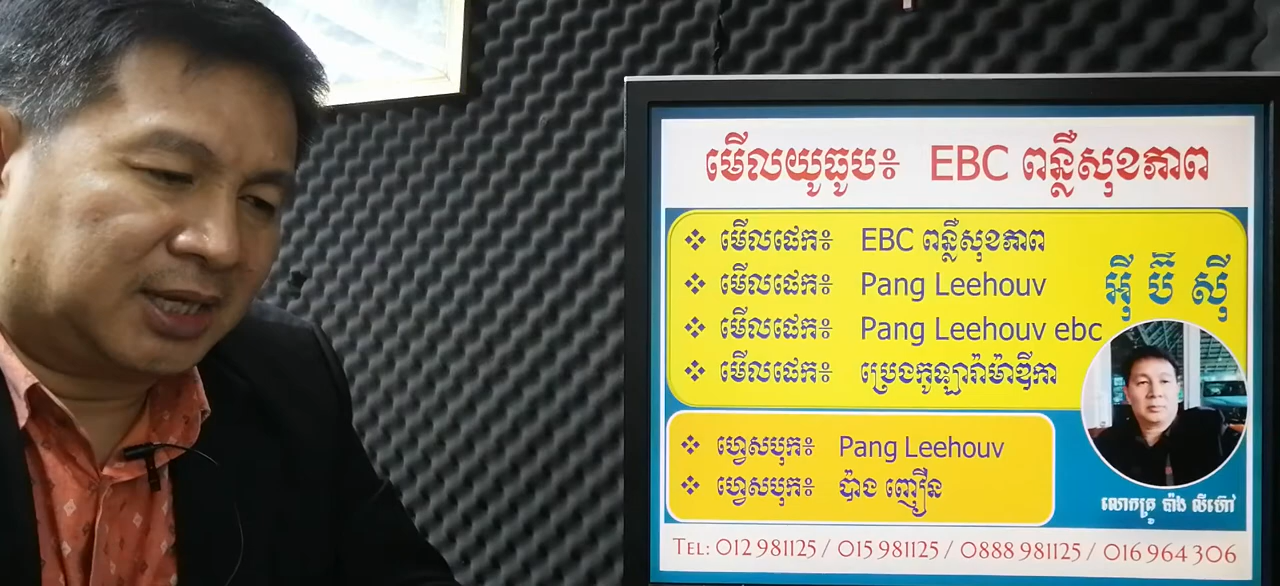 មើលយូធូប៖ EBC ពន្លឺសុខភាព
❖ មើលផេក៖ EBC ពន្លឺសុខភាព
❖ មើលផេក៖ Pang Leehouv
❖ មើលផេក៖ Pang Leehouv ebc
❖ មើលផេក៖ ប្រេងកូឡារ៉ាម៉ាឌីកា
អ៊ី ប៊ី ស៊ី
❖ ហ្វេសបុក៖ Pang Leehouv
❖ ហ្វេសបុក៖ ប៉ាង ញឿន
លោកគ្រូ ប៉ាង លីហ៊ៅ
TEL: 012 981125 / 015 981125 / 0888 981125 / 016 964 306